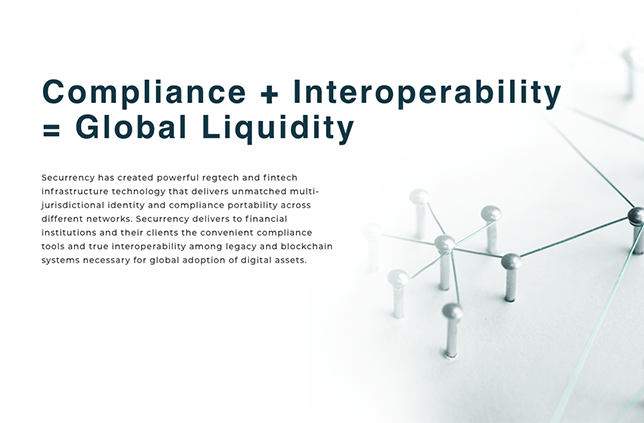 Compliance + Interoperability
= Global Liquidity
Securrency has created powerful regtech and fintech
infrastructure technology that delivers unmatched multi-
jurisdictional identity and compliance portability across
different networks. Securrency delivers to financial
institutions and their clients the convenient compliance
tools and true interoperability among legacy and blockchain
systems necessary for global adoption of digital assets.